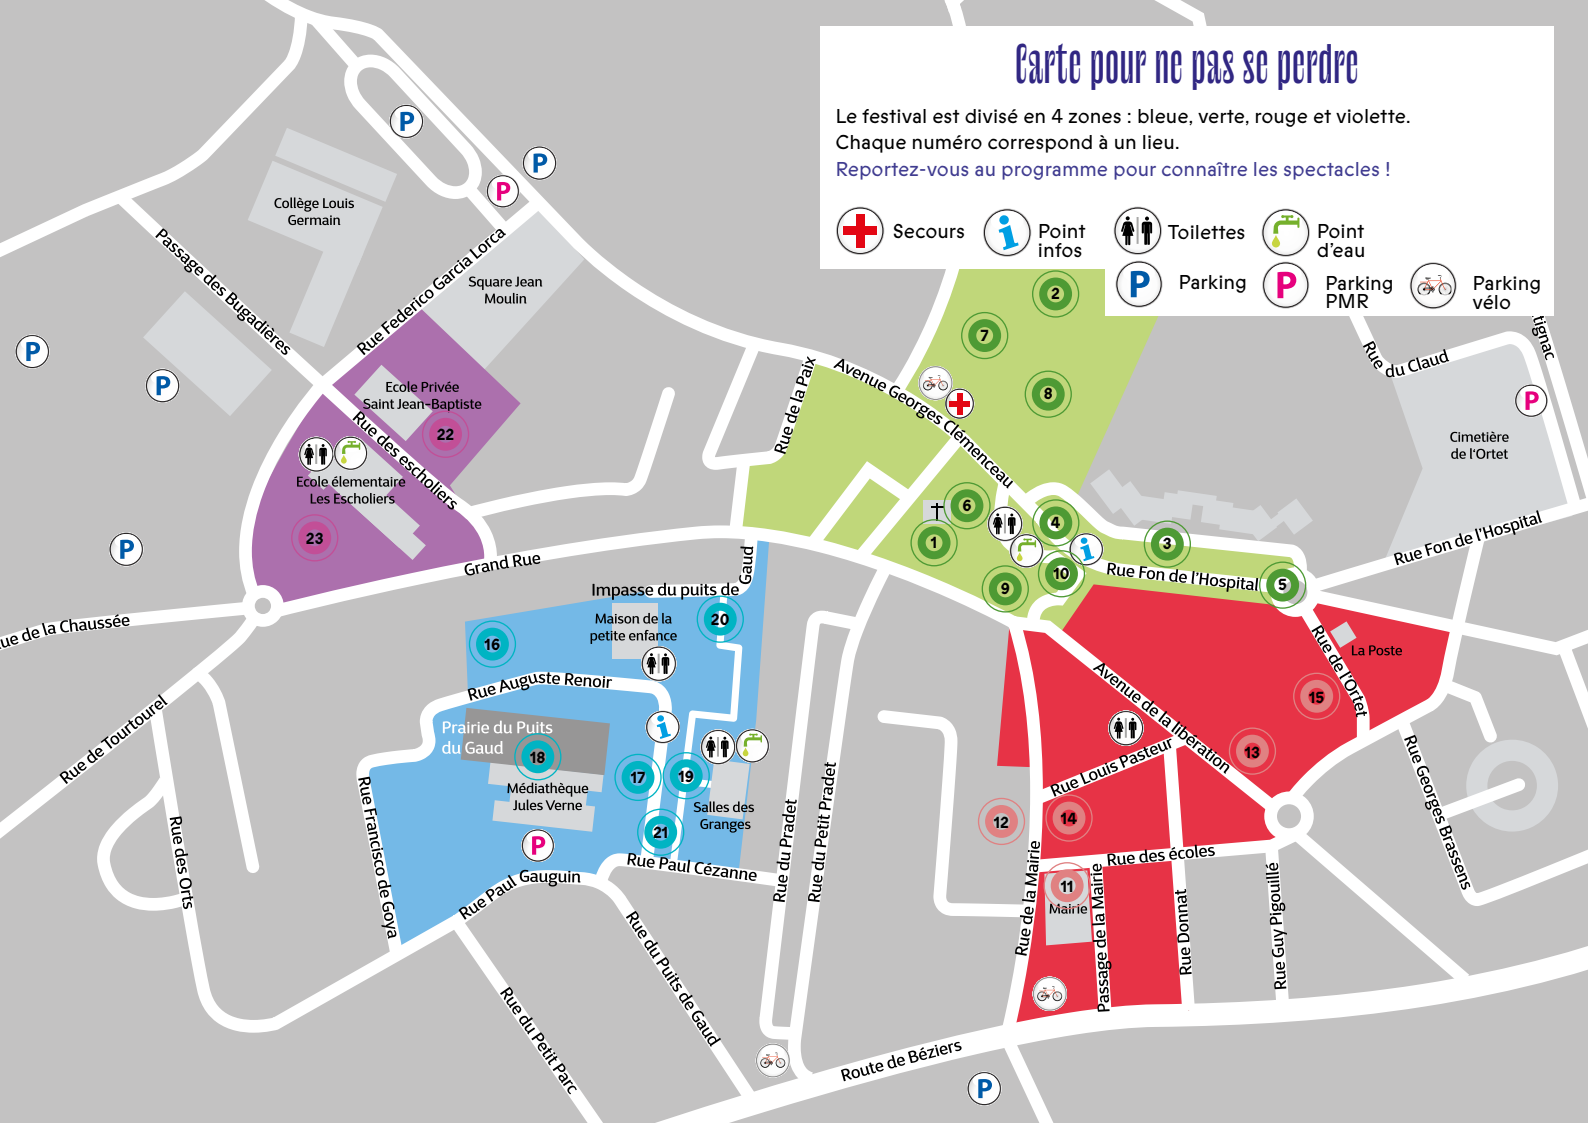 Carte pour ne pas se perdre
Le festival est divisé en 4 zones : bleue, verte, rouge et violette.
Chaque numéro correspond à un lieu.
Reportez-vous au programme pour connaître les spectacles !
Secours
Point
infos
Toilettes
Point
d'eau
P Parking
P Parking
PMR
Parking
vélo
P
P
P
Collège Louis
Germain
Passage des Bugadières
Rue Federico Garcia Lorca
Square Jean
Moulin
P
P
P
Ecole Privée
Saint Jean-Baptiste
22
Rue des escholiers
Ecole élementaire
Les Escholiers
23
Grand Rue
ue de la Chaussée
Rue de Tourtourel
Rue des Orts
Rue de la Paix
Avenue Georges Clémenceau
2
7
8
6
1
4
3
10
9
5
Rue Fon de l'Hospital
Rue du Claud
tignac
P
Cimetière
de l'Ortet
Rue Fon de l'Hospital
Impasse du puits de
Gaud
Maison de la
petite enfance
20
16
Rue Auguste Renoir
Prairie du Puits
du Gaud
18
Médiathèque
Jules Verne
17
19
Salles des
Granges
21
P
Rue Paul Cézanne
Rue Paul Gauguin
Rue Francisco de Goya
Rue du Puits de Gaud
Rue du Petit Parc
Rue du Pradet
Rue du Petit Pradet
La Poste
Rue de l'Ortet
15
Avenue de la libération
13
Rue Louis Pasteur
12
14
Rue des écoles
11
Mairie
Rue de la Mairie
Passage de la Mairie
Rue Donnat
Rue Guy Pigouillé
Rue Georges Brassens
Route de Béziers
P